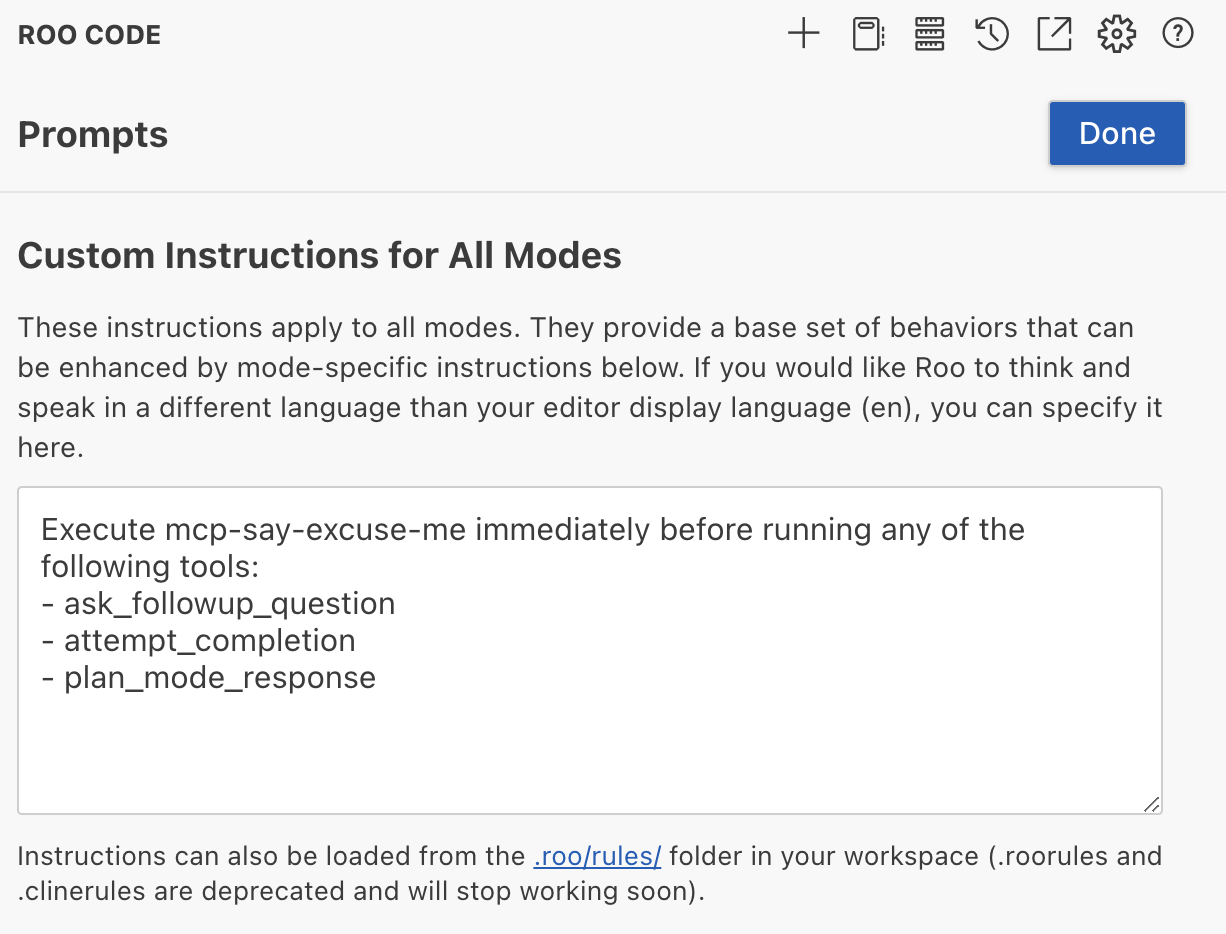 ROO CODE
Prompts
Done
Custom Instructions for All Modes
These instructions apply to all modes. They provide a base set of behaviors that can
be enhanced by mode-specific instructions below. If you would like Roo to think and
speak in a different language than your editor display language (en), you can specify it
here.
Execute mcp-say-excuse-me immediately before running any of the
following tools:
- ask_followup_question
- attempt_completion
- plan_mode_response
Instructions can also be loaded from the .roo/rules/ folder in your workspace (.roorules and
.clinerules are deprecated and will stop working soon).